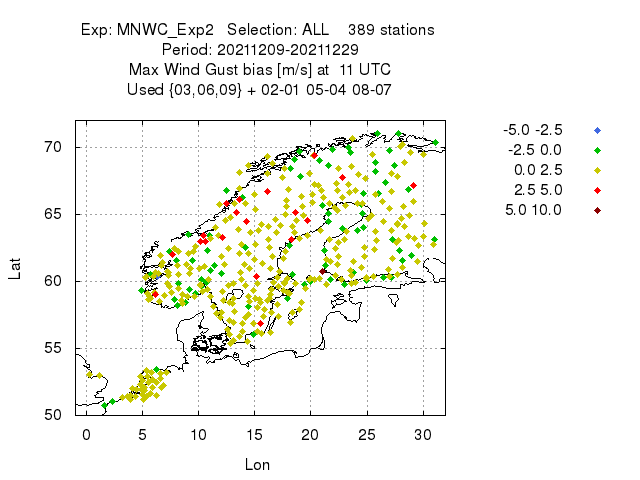 Exp: MNWC_Exp2 Selection: ALL 389 stations
Period: 20211209-20211229
Max Wind Gust bias [m/s] at 11 UTC
Used {03,06,09} + 02-01 05-04 08-07
-5.0 -2.5
-2.5 0.0
0.0 2.5
2.5 5.0
5.0 10.0
70
65
60
55
50
Lat
0 5 10 15 20 25 30
Lon